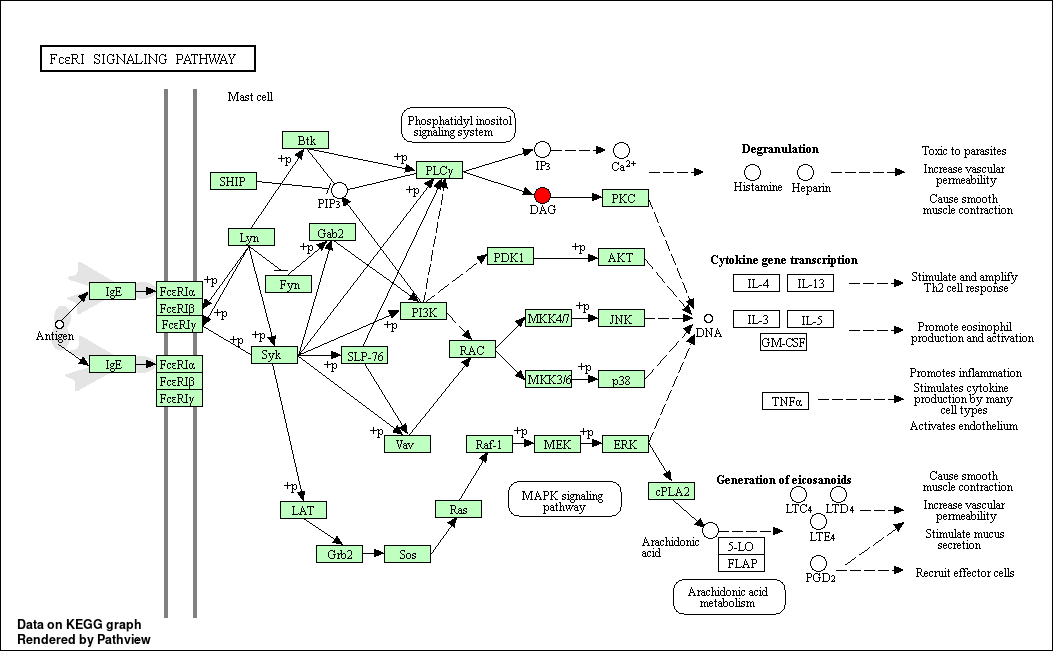 FcεRI SIGNALING PATHWAY
Mast cell
Phosphatidyl inositol
signaling system
Btk
+p
+p
PLCγ
+p
SHIP
PIP3
IP3
Ca2+
DAG
PKC
Degranulation
Histamine
Heparin
Toxic to parasites
Increase vascular
permeability
Cause smooth
muscle contraction
Lyn
Gab2
+p
Fyn
PDK1
+p
AKT
Cytokine gene transcription
IL-4
IL-13
IL-3
IL-5
GM-CSF
TNFα
Stimulate and amplify
Th2 cell response
Promote eosinophil
production and activation
Promotes inflammation
Stimulates cytokine
production by many
cell types
Activates endothelium
Antigen
IgE
FcεRIα
FcεRIβ
FcεRIγ
+p
+p
IgE
FcεRIα
FcεRIβ
FcεRIγ
+p
Syk
+p
SLP-76
PI3K
+p
RAC
MKK4/7
+p
JNK
MKK3/6
+p
p38
DNA
+p
Vav
Raf-1
+p
MEK
+p
ERK
cPLA2
+p
LAT
Grb2
Sos
Ras
MAPK signaling
pathway
Arachidonic
acid
5-LO
FLAP
Arachidonic acid
metabolism
Generation of eicosanoids
LTC4
LTD4
LTE4
PGD2
Cause smooth
muscle contraction
Increase vascular
permeability
Stimulate mucus
secretion
Recruit effector cells
Data on KEGG graph
Rendered by Pathview